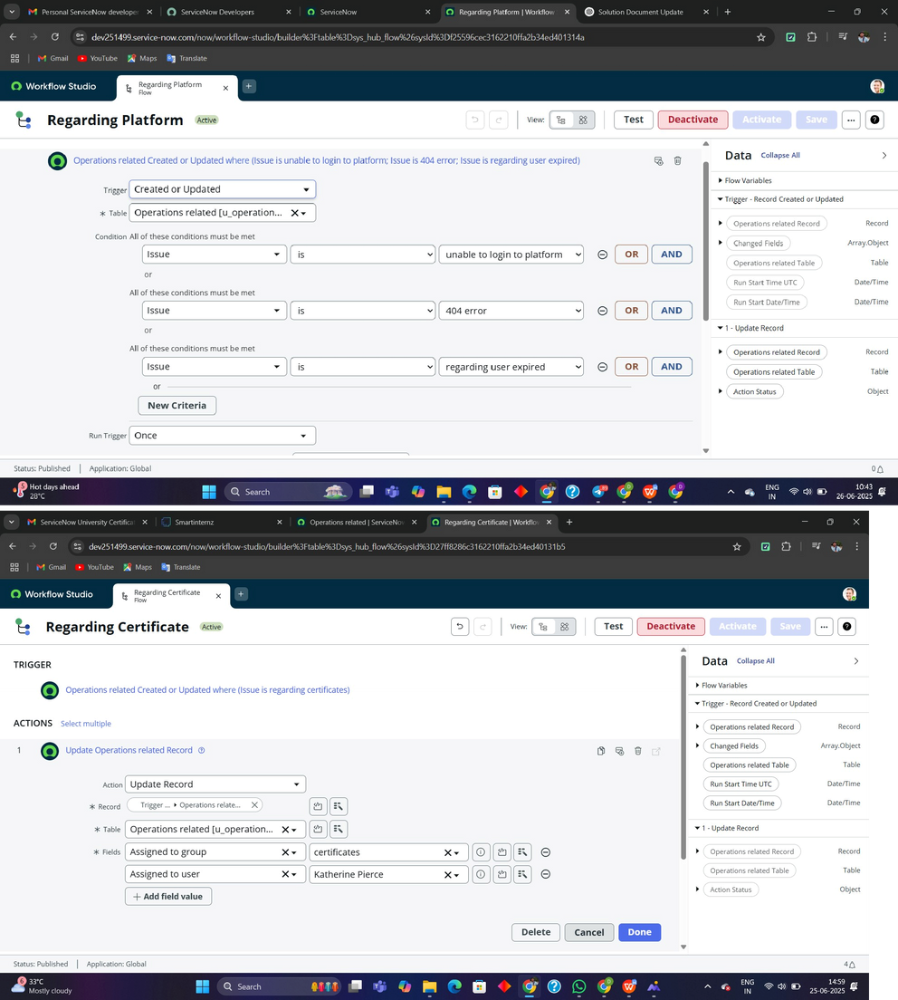 Personal ServiceNow developer
ServiceNow Developers
ServiceNow
Regarding Platform | Workflow
Solution Document Update
dev251499.service-now.com/now/workflow-studio/builder%3Ftable%3Dsys_hub_flow%26sysId%3Df25596cec3162210ffa2b34ed401314a
Gmail YouTube Maps Translate
Workflow Studio
Regarding Platform
Flow
Regarding Platform Active
View: Test Deactivate Activate Save
Operations related Created or Updated where (Issue is unable to login to platform; Issue is 404 error; Issue is regarding user expired)
Trigger Created or Updated
* Table Operations related [u_operation...
Condition All of these conditions must be met
Issue is unable to login to platform OR AND
or
All of these conditions must be met
Issue is 404 error OR AND
or
All of these conditions must be met
Issue is regarding user expired OR AND
or
New Criteria
Run Trigger Once
Data Collapse All
Flow Variables
Trigger - Record Created or Updated
Operations related Record Record
Changed Fields Array.Object
Operations related Table Table
Run Start Time UTC Date/Time
Run Start Date/Time Date/Time
1 - Update Record
Operations related Record Record
Operations related Table Table
Action Status Object
Status: Published Application: Global 0
5 Hot days ahead
28°C
Search
ENG
IN
10:43
26-06-2025
ServiceNow University Certifica
Smartinternz
Operations related | ServiceNo
Regarding Certificate | Workflo
dev251499.service-now.com/now/workflow-studio/builder%3Ftable%3Dsys_hub_flow%26sysId%3D27ff8286c3162210ffa2b34ed40131b5
Gmail YouTube Maps Translate
Workflow Studio
Regarding Certificate
Flow
Regarding Certificate Active
View: Test Deactivate Activate Save
TRIGGER
Operations related Created or Updated where (Issue is regarding certificates)
ACTIONS Select multiple
1 Update Operations related Record
Action Update Record
* Record Trigger ... Operations relate...
* Table Operations related [u_operation...
* Fields Assigned to group certificates
Assigned to user Katherine Pierce
+ Add field value
Delete Cancel Done
Data Collapse All
Flow Variables
Trigger - Record Created or Updated
Operations related Record Record
Changed Fields Array.Object
Operations related Table Table
Run Start Time UTC Date/Time
Run Start Date/Time Date/Time
1 - Update Record
Operations related Record Record
Operations related Table Table
Action Status Object
Status: Published Application: Global 4
6 33°C
Mostly cloudy
Search
ENG
IN
14:59
25-06-2025